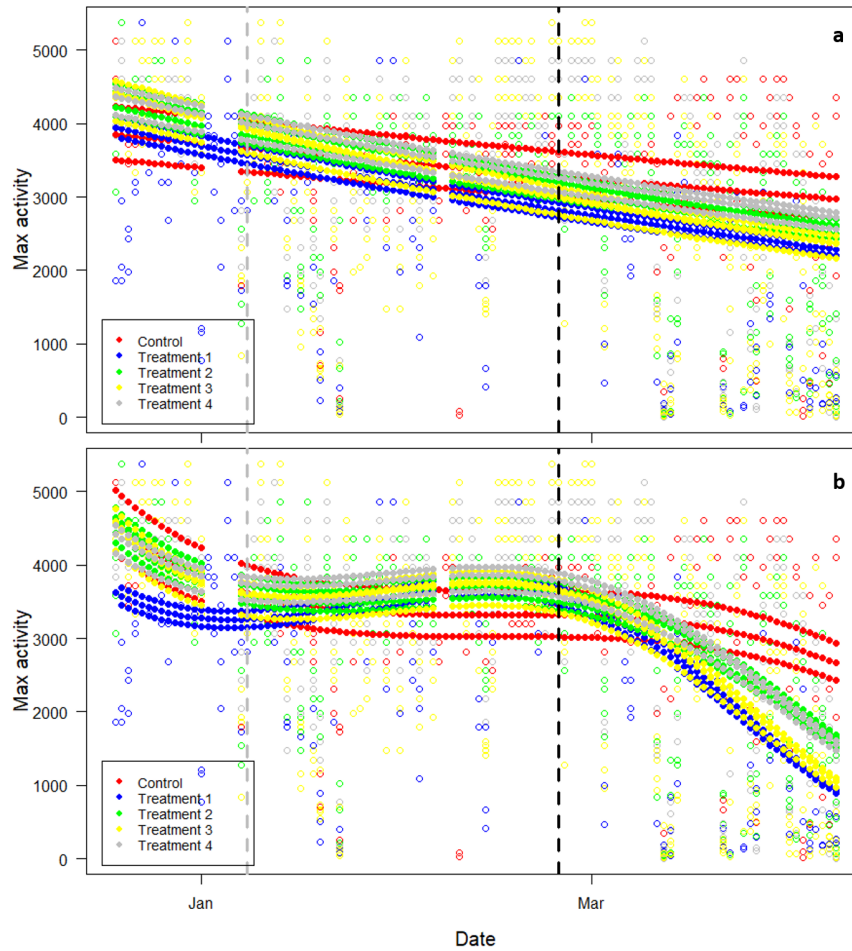 a
Max activity
5000
4000
3000
2000
1000
0
Control
Treatment 1
Treatment 2
Treatment 3
Treatment 4
b
Max activity
5000
4000
3000
2000
1000
0
Control
Treatment 1
Treatment 2
Treatment 3
Treatment 4
Jan
Mar
Date